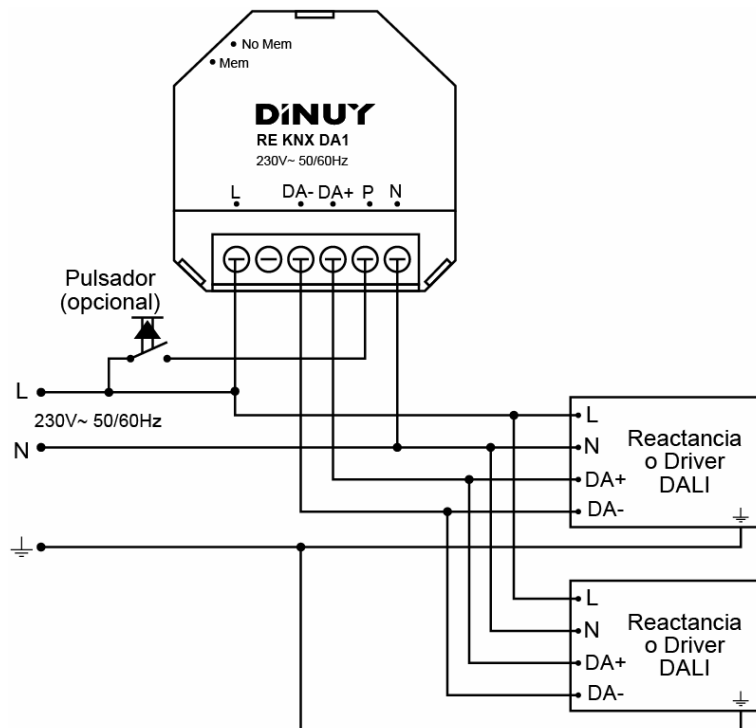 No Mem
Mem
DiNUY
RE KNX DA1
230V~ 50/60Hz
L DA- DA+ P N
Pulsador
(opcional)
L
230V~ 50/60Hz
N
L
N
DA+
DA-
Reactancia
o Driver
DALI
L
N
DA+
DA-
Reactancia
o Driver
DALI